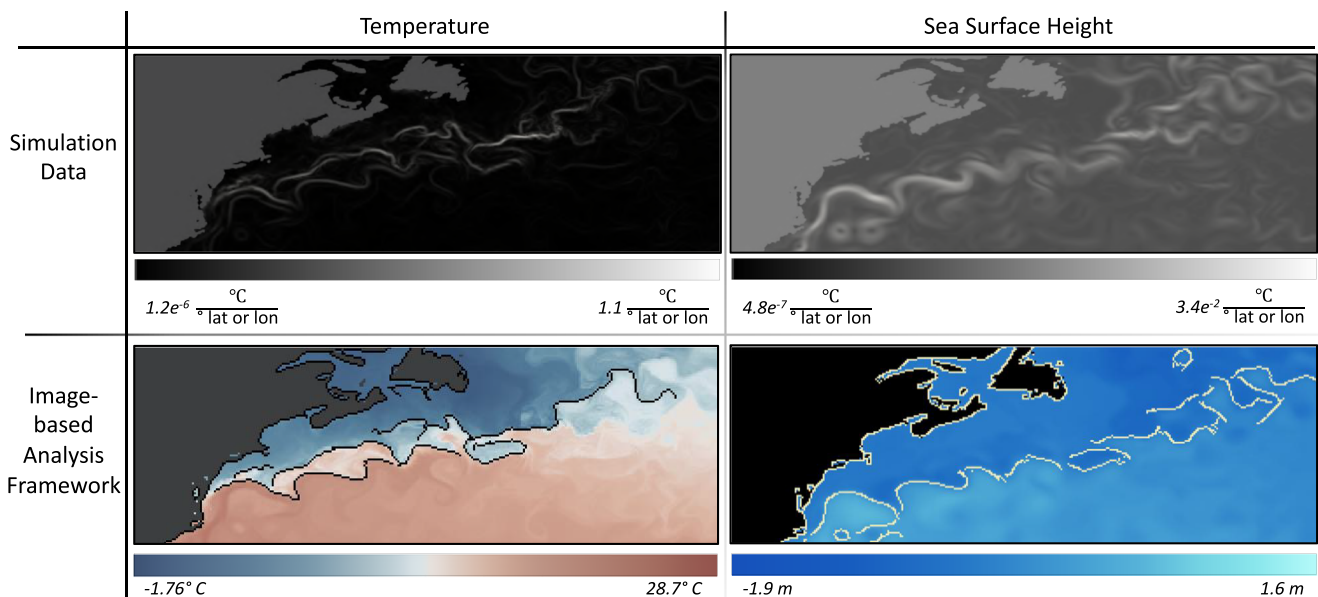 Temperature
Sea Surface Height
Simulation
Data
°C
1.2e-6
° lat or lon
°C
1.1
° lat or lon
°C
4.8e-7
° lat or lon
°C
3.4e-2
° lat or lon
Image-
based
Analysis
Framework
-1.76° C
28.7° C
-1.9 m
1.6 m